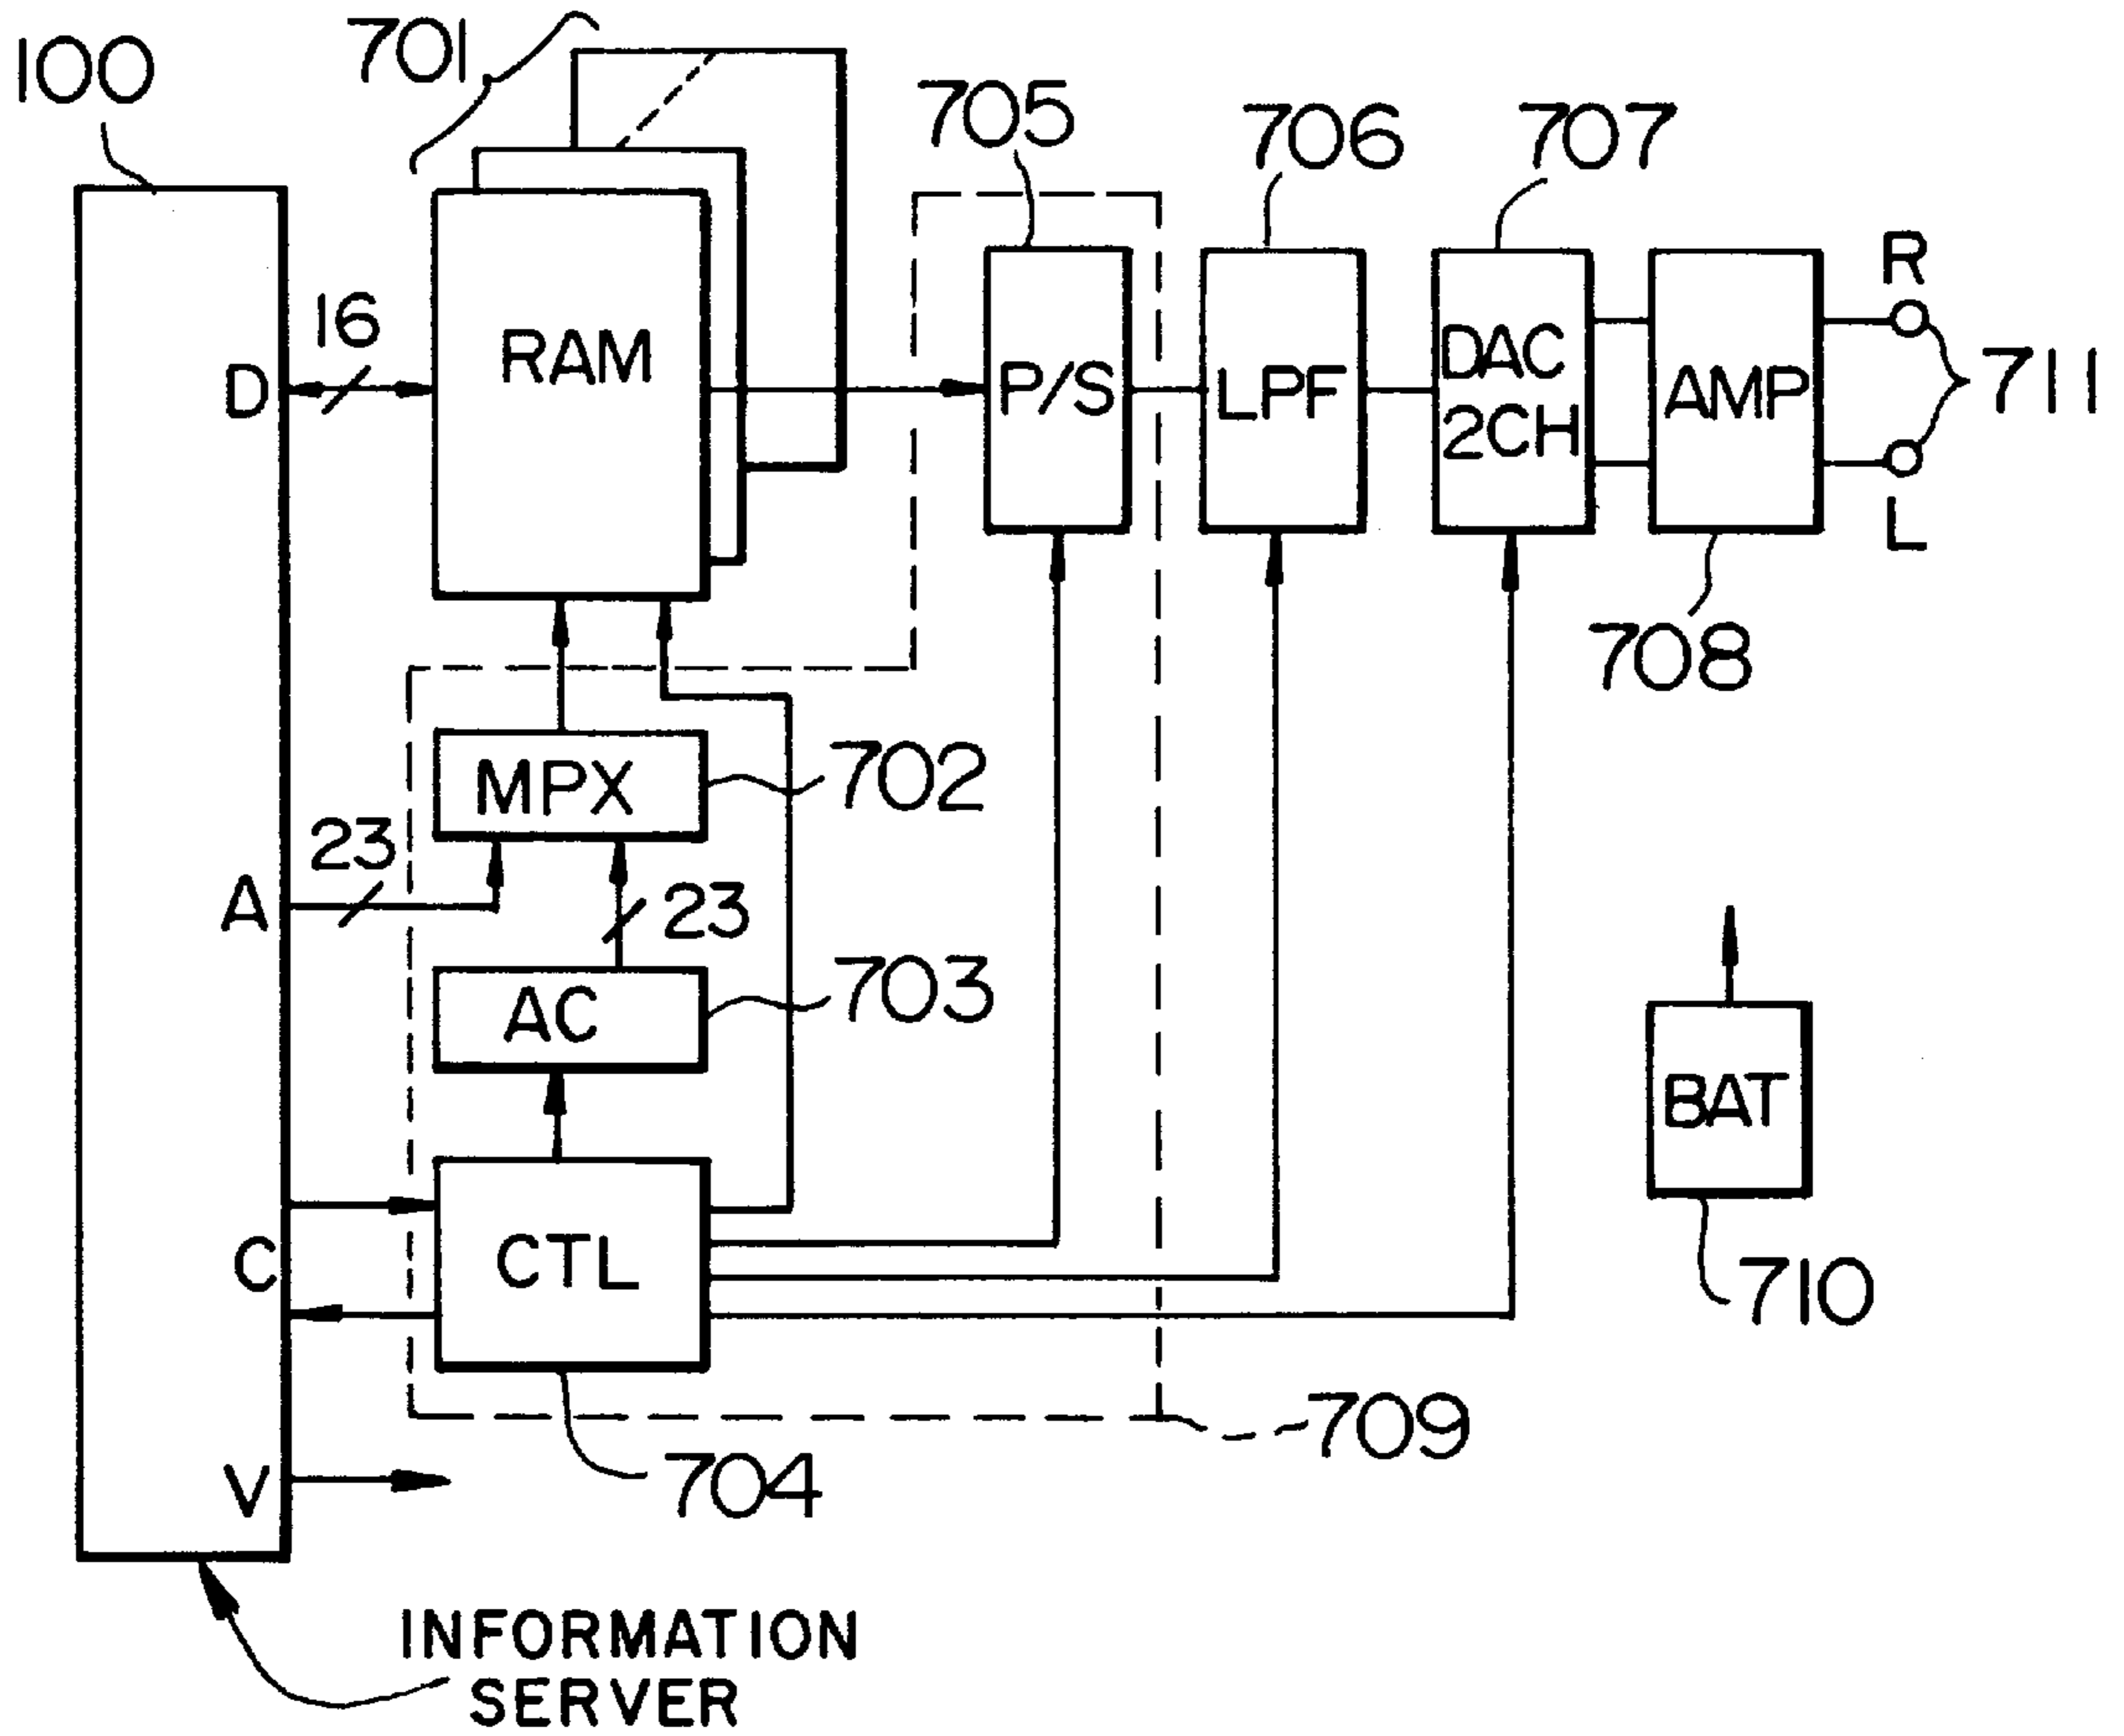 100
701
705
706
707
R
16
RAM
D
P/S
LPF
DAC
2CH
AMP
711
L
708
MPX
702
23
A
23
AC
703
BAT
C
CTL
710
709
V
704
INFORMATION
SERVER